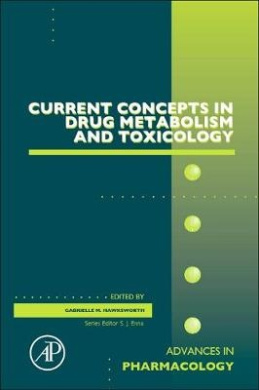 CURRENT CONCEPTS IN
DRUG METABOLISM
AND TOXICOLOGY
EDITED BY
GABRIELLE M. HAWKSWORTH
Series Editor S. J. Enna
AP
ADVANCES IN
PHARMACOLOGY